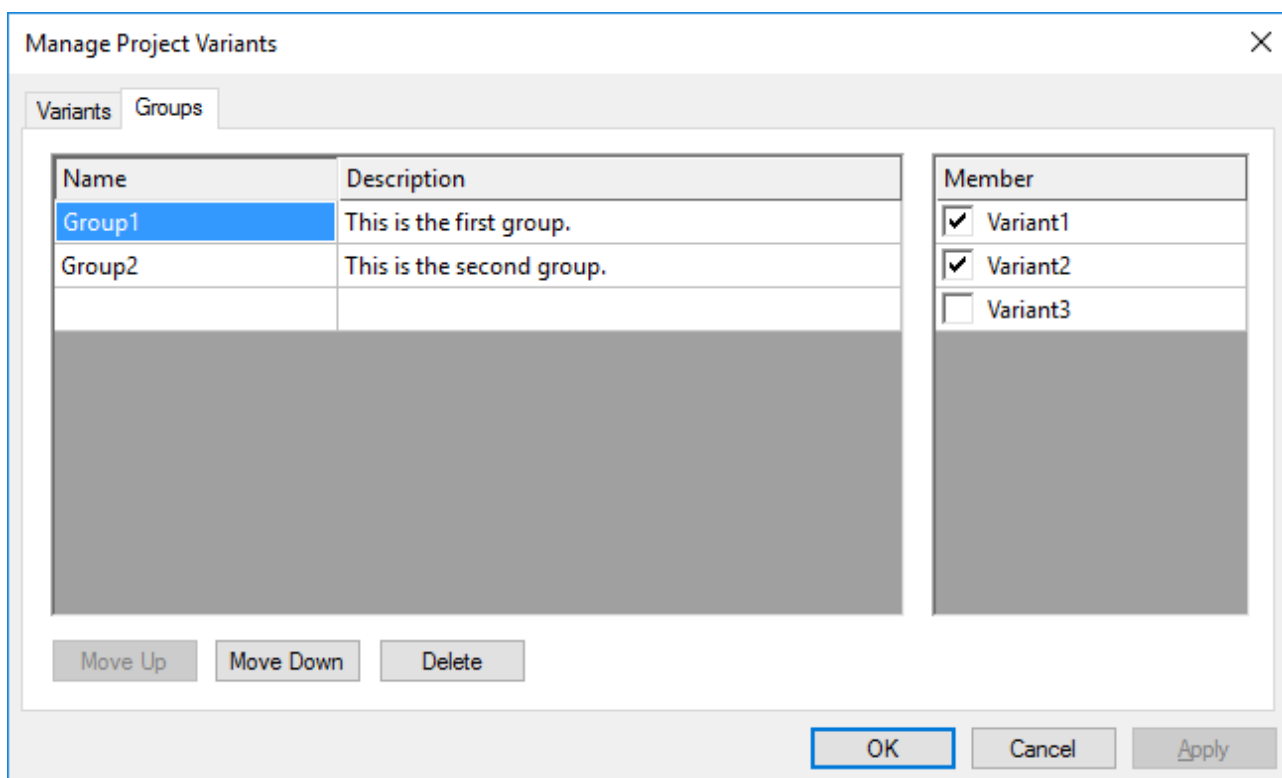 Manage Project Variants
Variants Groups
Name Description Member
Group1 This is the first group. Variant1
Group2 This is the second group. Variant2
Variant3
Move Up Move Down Delete
OK Cancel Apply